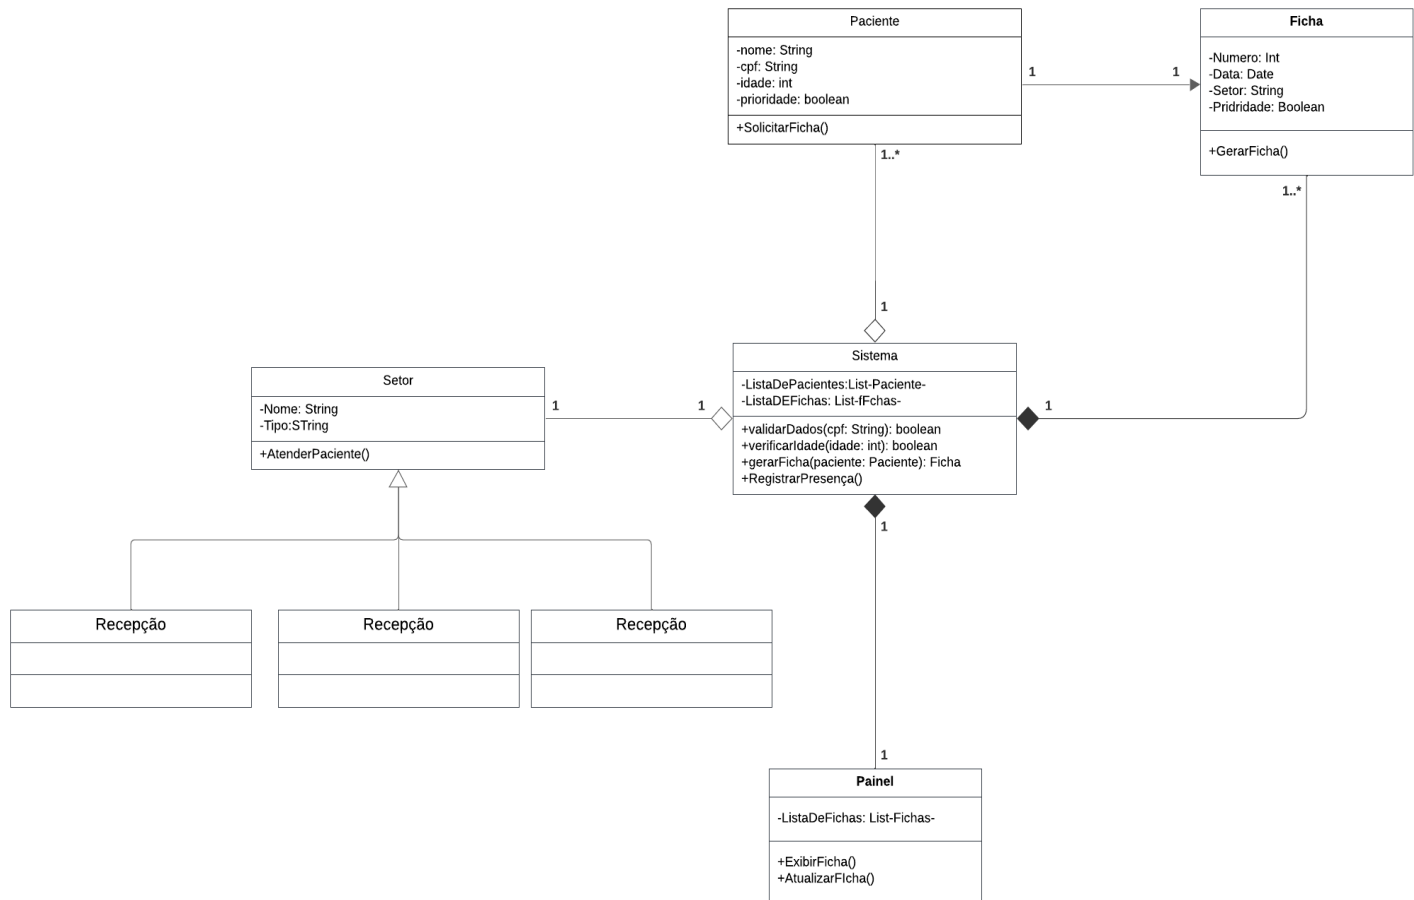 Paciente
-nome: String
-cpf: String
-idade: int
-prioridade: boolean
+SolicitarFicha()
1
1
1..*
Ficha
-Numero: Int
-Data: Date
-Setor: String
-Pridridade: Boolean
+GerarFicha()
1..*
1
Sistema
-ListaDePacientes:List-Paciente-
-ListaDEFichas: List-fFchas-
+validarDados(cpf: String): boolean
+verificarIdade(idade: int): boolean
+gerarFicha(paciente: Paciente): Ficha
+RegistrarPresença()
1
1
Setor
-Nome: String
-Tipo:STring
+AtenderPaciente()
1
1
Recepção
Recepção
Recepção
1
Painel
-ListaDeFichas: List-Fichas-
+ExibirFicha()
+AtualizarFIcha()